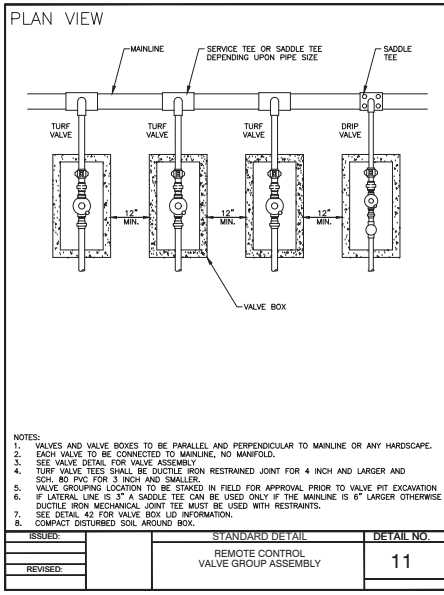 PLAN VIEW
MAINLINE
SERVICE TEE OR SADDLE TEE
DEPENDING UPON PIPE SIZE
SADDLE
TEE
TURF
VALVE
TURF
VALVE
TURF
VALVE
DRIP
VALVE
12"
MIN.
12"
MIN.
12"
MIN.
VALVE BOX
NOTES:
1. VALVES AND VALVE BOXES TO BE PARALLEL AND PERPENDICULAR TO MAINLINE OR ANY HARDSCAPE.
2. EACH VALVE TO BE CONNECTED TO MAINLINE, NO MANIFOLD.
3. SEE VALVE DETAIL FOR VALVE ASSEMBLY
4. TURF VALVE TEES SHALL BE DUCTILE IRON RESTRAINED JOINT FOR 4 INCH AND LARGER AND
SCH. 80 PVC FOR 3 INCH AND SMALLER.
5. VALVE GROUPING LOCATION TO BE STAKED IN FIELD FOR APPROVAL PRIOR TO VALVE PIT EXCAVATION
6. IF LATERAL LINE IS 3" A SADDLE TEE CAN BE USED ONLY IF THE MAINLINE IS 6" LARGER OTHERWISE
DUCTILE IRON MECHANICAL JOINT TEE MUST BE USED WITH RESTRAINTS.
7. SEE DETAIL 42 FOR VALVE BOX LID INFORMATION.
8. COMPACT DISTURBED SOIL AROUND BOX.
ISSUED:
REVISED:
STANDARD DETAIL
REMOTE CONTROL
VALVE GROUP ASSEMBLY
DETAIL NO.
11